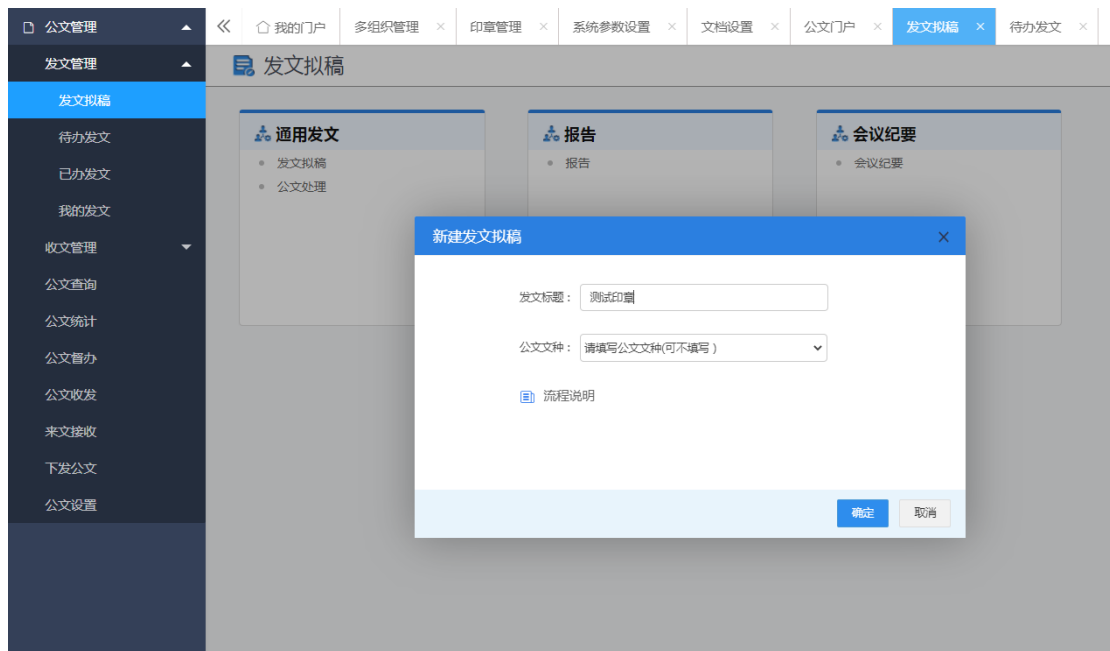 公文管理
发文管理
发文拟稿
待办发文
已办发文
我的发文
收文管理
公文查询
公文统计
公文督办
公文收发
来文接收
下发公文
公文设置
我的门户 多组织管理 × 印章管理 × 系统参数设置 × 文档设置 × 公文门户 × 发文拟稿 × 待办发文 ×
发文拟稿
通用发文
发文拟稿
公文处理
报告
报告
会议纪要
会议纪要
新建发文拟稿 ×
发文标题： 测试印章
公文文种： 请填写公文文种(可不填写）
流程说明
确定 取消